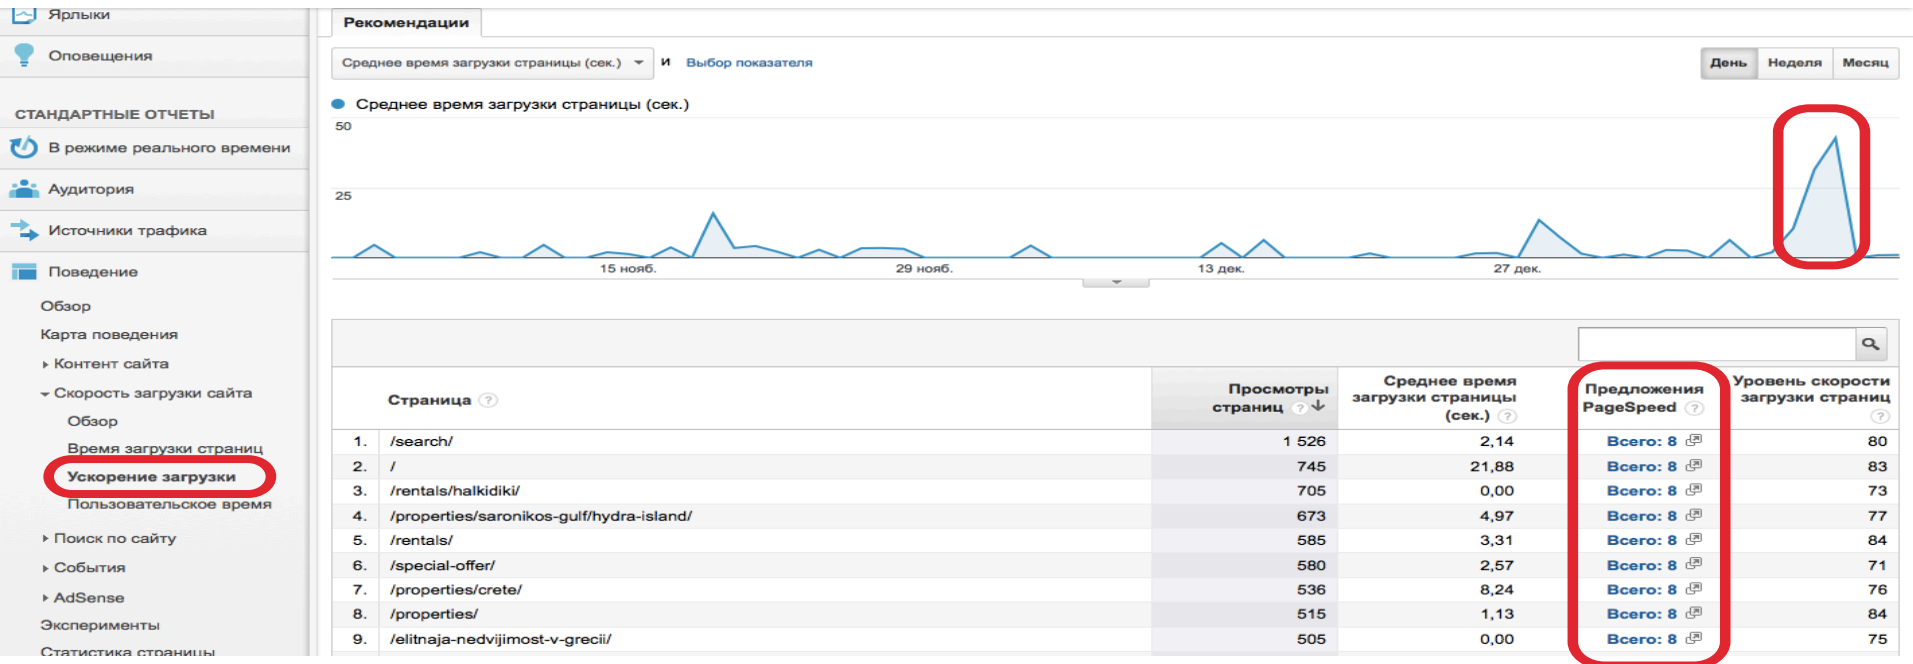 Ярлыки
Оповещения
СТАНДАРТНЫЕ ОТЧЕТЫ
В режиме реального времени
Аудитория
Источники трафика
Поведение
Обзор
Карта поведения
Контент сайта
Скорость загрузки сайта
Обзор
Время загрузки страниц
Ускорение загрузки
Пользовательское время
Поиск по сайту
События
AdSense
Эксперименты
Статистика страницы
Рекомендации
Среднее время загрузки страницы (сек.) и Выбор показателя
День Неделя Месяц
Среднее время загрузки страницы (сек.)
50
25
15 нояб. 29 нояб. 13 дек. 27 дек.
Страница ? Просмотры страниц ? Среднее время загрузки страницы (сек.) ? Предложения PageSpeed ? Уровень скорости загрузки страниц ?
1. /search/ 1 526 2,14 Всего: 8 80
2. / 745 21,88 Всего: 8 83
3. /rentals/halkidiki/ 705 0,00 Всего: 8 73
4. /properties/saronikos-gulf/hydra-island/ 673 4,97 Всего: 8 77
5. /rentals/ 585 3,31 Всего: 8 84
6. /special-offer/ 580 2,57 Всего: 8 71
7. /properties/crete/ 536 8,24 Всего: 8 76
8. /properties/ 515 1,13 Всего: 8 84
9. /elitnaja-nedvijimost-v-grecii/ 505 0,00 Всего: 8 75